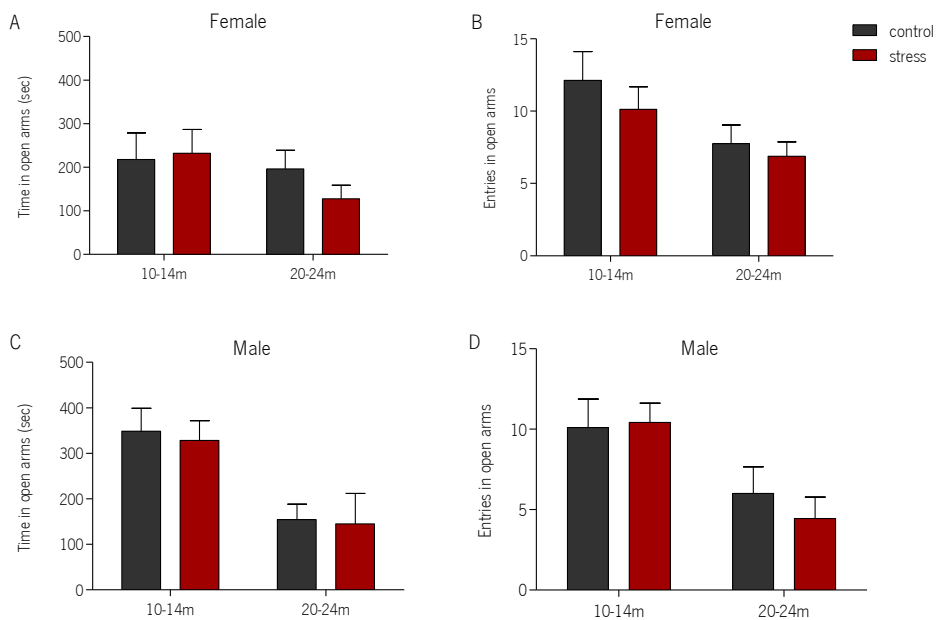 A
Female
500
400
300
200
100
0
Time in open arms (sec)
10-14m
20-24m
B
Female
15
10
5
0
Entries in open arms
10-14m
20-24m
control
stress
C
Male
500
400
300
200
100
0
Time in open arms (sec)
10-14m
20-24m
D
Male
15
10
5
0
Entries in open arms
10-14m
20-24m